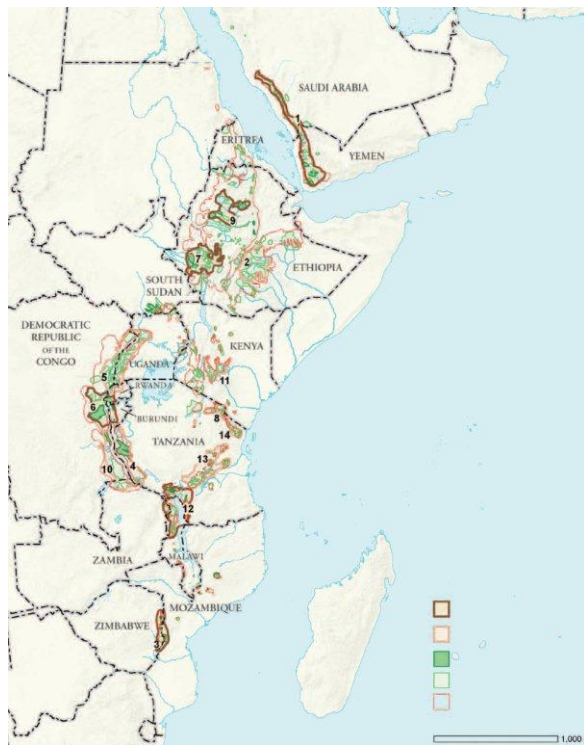 SAUDI ARABIA
1
ERITREA
YEMEN
9
7
2
ETHIOPIA
SOUTH
SUDAN
DEMOCRATIC
REPUBLIC
OF THE
CONGO
KENYA
UGANDA
5
RWANDA
11
6
BURUNDI
8
TANZANIA
14
13
10
4
12
MALAWI
ZAMBIA
MOZAMBIQUE
ZIMBABWE
3
1,000